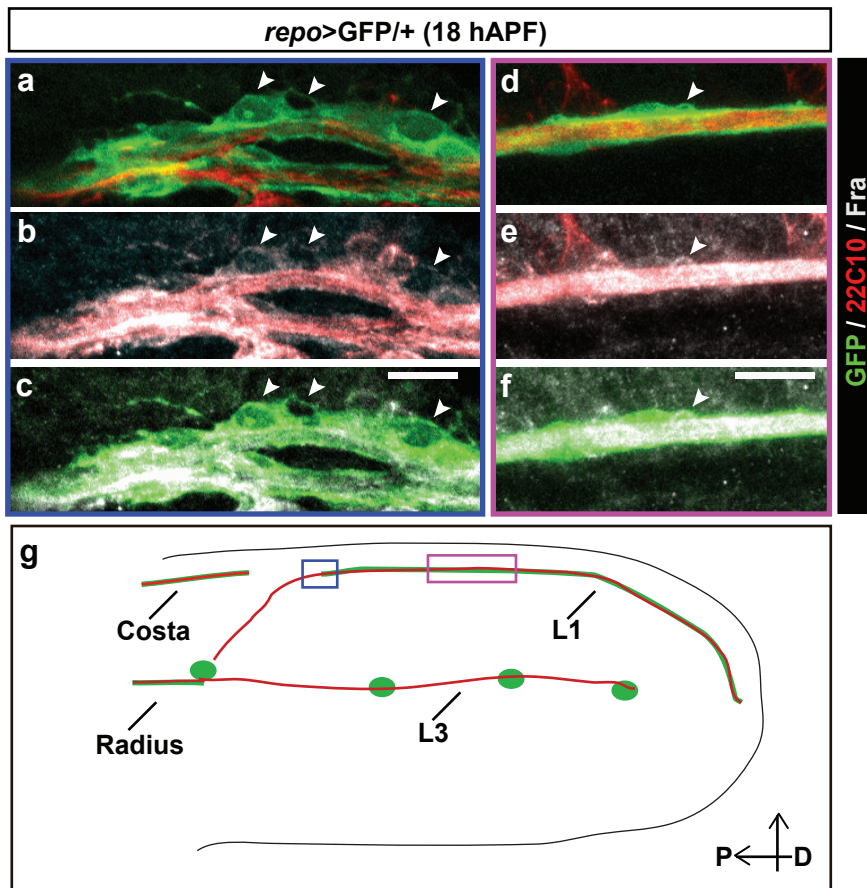 repo>GFP/+ (18 hAPF)
a
b
c
d
e
f
GFP / 22C10 / Fra
g
Costa
L1
Radius
L3
P
D